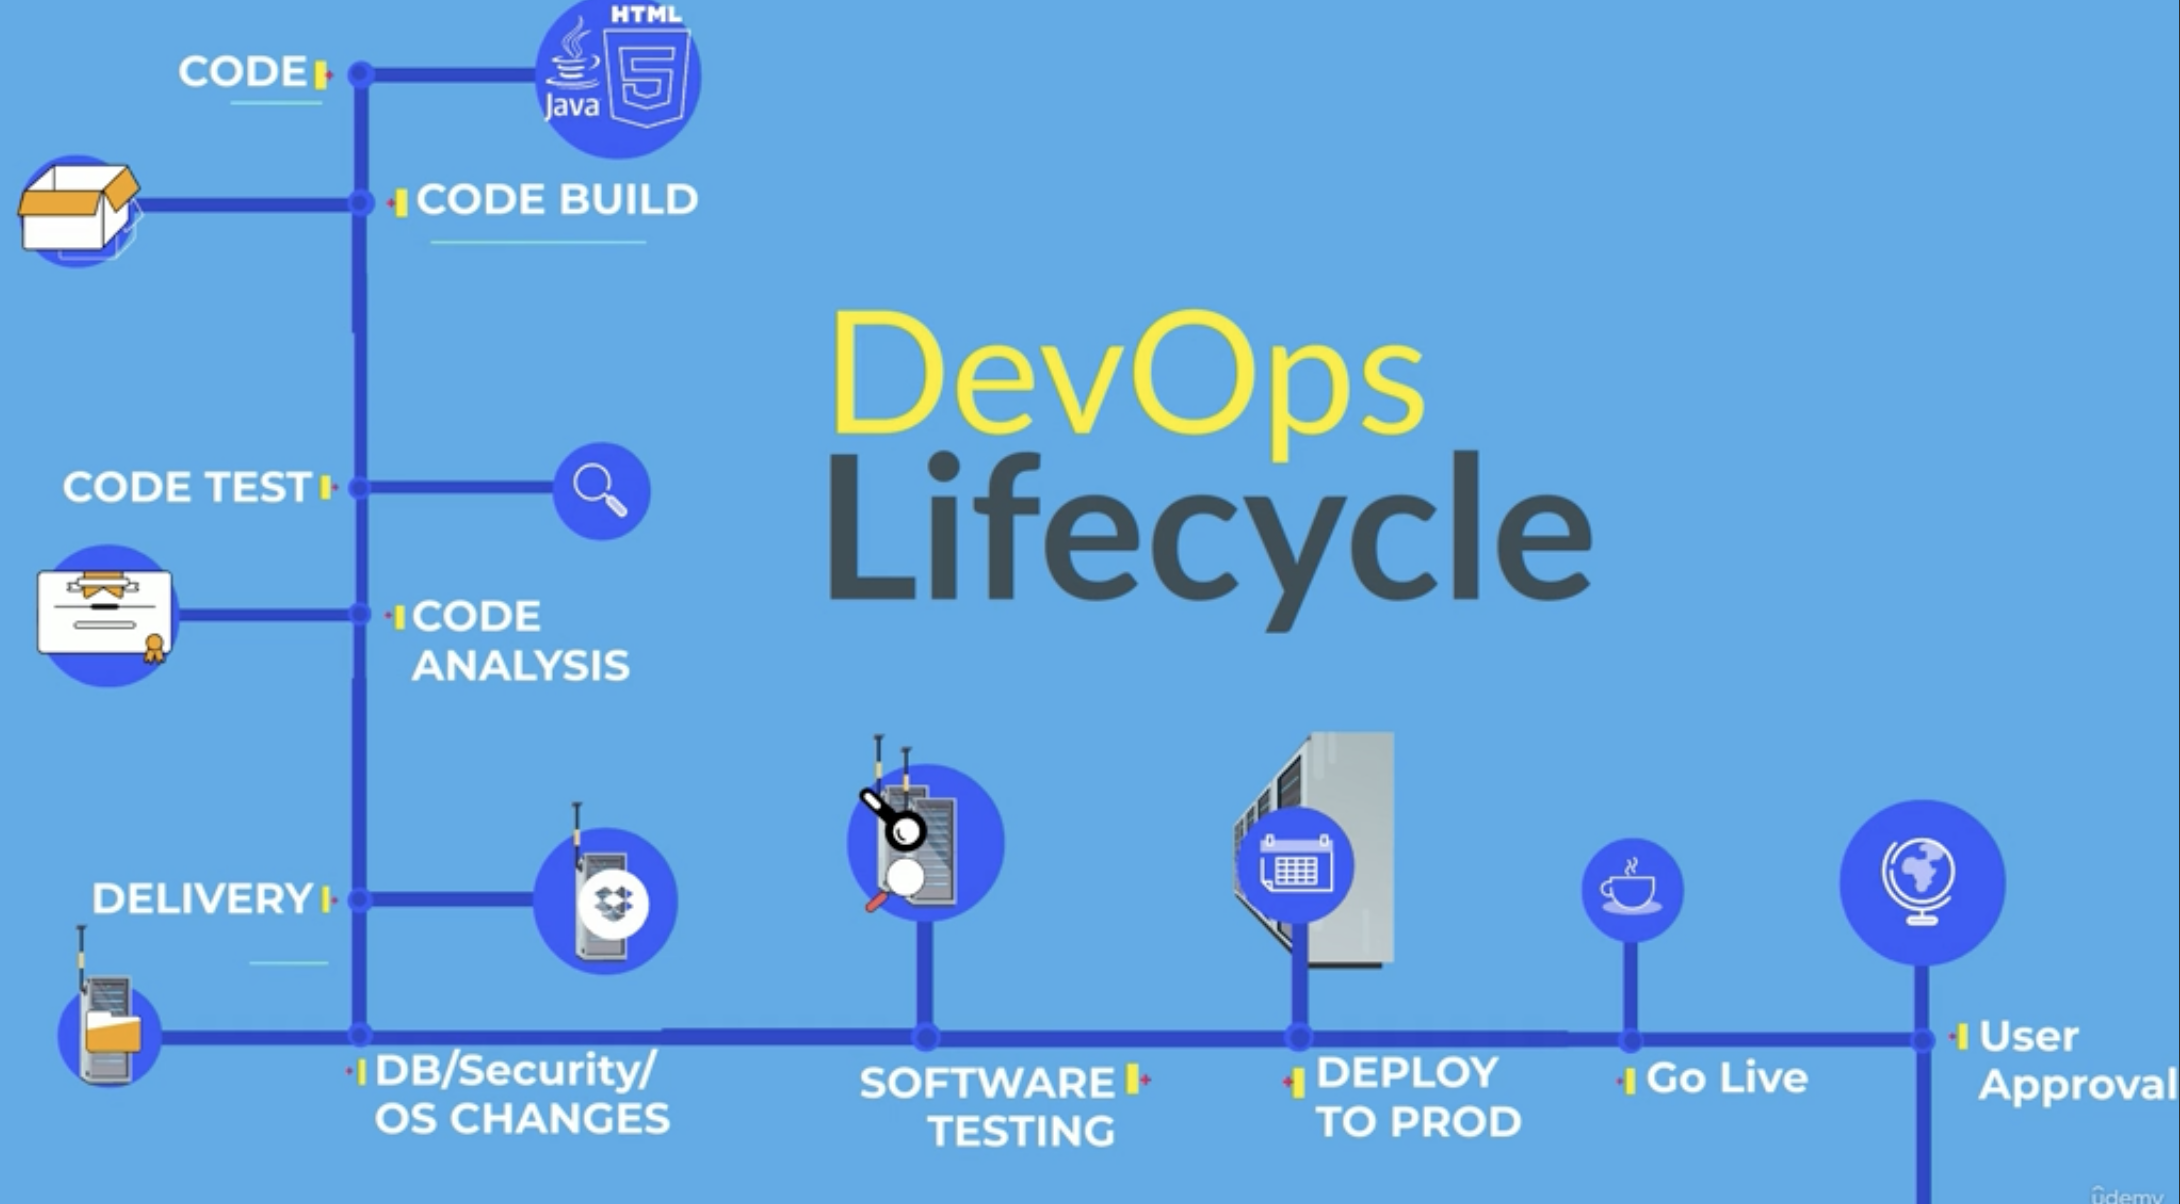 CODE
HTML
Java
CODE BUILD
DevOps
Lifecycle
CODE TEST
CODE
ANALYSIS
DELIVERY
DB/Security/
OS CHANGES
SOFTWARE
TESTING
DEPLOY
TO PROD
Go Live
User
Approval
ûdemy